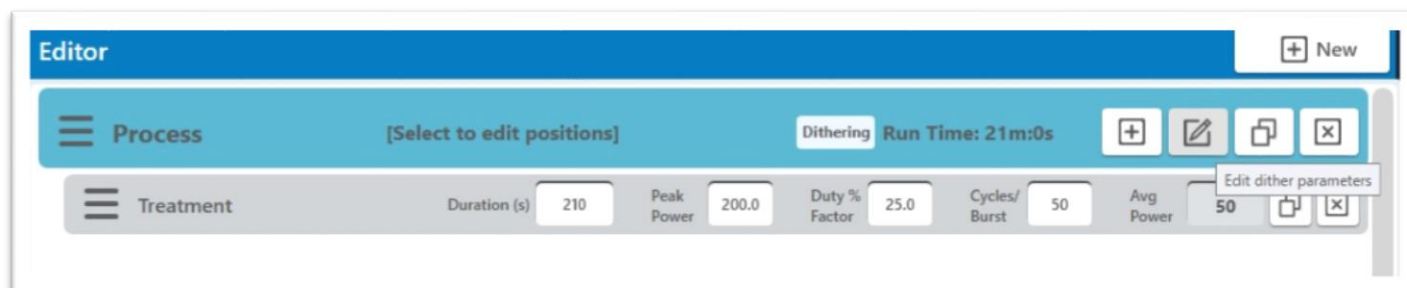 Editor
New
Process [Select to edit positions] Dithering Run Time: 21m:0s
Edit dither parameters
Treatment Duration (s) 210 Peak Power 200.0 Duty % Factor 25.0 Cycles/ Burst 50 Avg Power 50